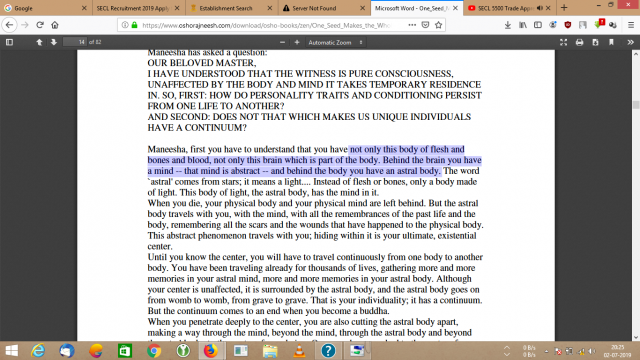 Google
SECL Recruitment 2019 Apply
Establishment Search
Server Not Found
Microsoft Word - One_Seed_M
SECL 5500 Trade Appr
https://www.oshorajneesh.com/download/osho-books/zen/One_Seed_Makes_the_Wh
Search
14 of 82
Automatic Zoom
Maneesha has asked a question:
OUR BELOVED MASTER,
I HAVE UNDERSTOOD THAT THE WITNESS IS PURE CONSCIOUSNESS,
UNAFFECTED BY THE BODY AND MIND IT TAKES TEMPORARY RESIDENCE
IN. SO, FIRST: HOW DO PERSONALITY TRAITS AND CONDITIONING PERSIST
FROM ONE LIFE TO ANOTHER?
AND SECOND: DOES NOT THAT WHICH MAKES US UNIQUE INDIVIDUALS
HAVE A CONTINUUM?
Maneesha, first you have to understand that you have not only this body of flesh and
bones and blood, not only this brain which is part of the body. Behind the brain you have
a mind -- that mind is abstract -- and behind the body you have an astral body. The word
`astral' comes from stars; it means a light.... Instead of flesh or bones, only a body made
of light. This body of light, the astral body, has the mind in it.
When you die, your physical body and your physical mind are left behind. But the astral
body travels with you, with the mind, with all the remembrances of the past life and the
body, remembering all the scars and the wounds that have happened to the physical body.
This abstract phenomenon travels with you; hiding within it is your ultimate, existential
center.
Until you know the center, you will have to travel continuously from one body to another
body. You have been traveling already for thousands of lives, gathering more and more
memories in your astral mind, more and more memories in your astral body. Although
your center is unaffected, it is surrounded by the astral body, and the astral body goes on
from womb to womb, from grave to grave. That is your individuality; it has a continuum.
But the continuum comes to an end when you become a buddha.
When you penetrate deeply to the center, you are also cutting the astral body apart,
making a way through the mind, beyond the mind, through the astral body and beyond
0 B/s
0 B/s
20:25
02-07-2019